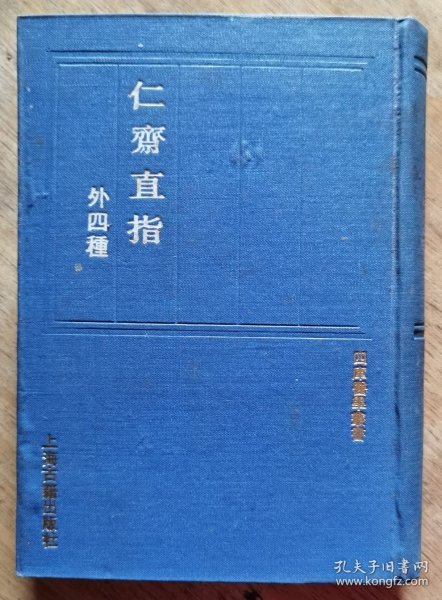 仁齋直指
外四種
四庫醫學叢書
上海古籍出版社
孔夫子旧书网
www.kongfz.com